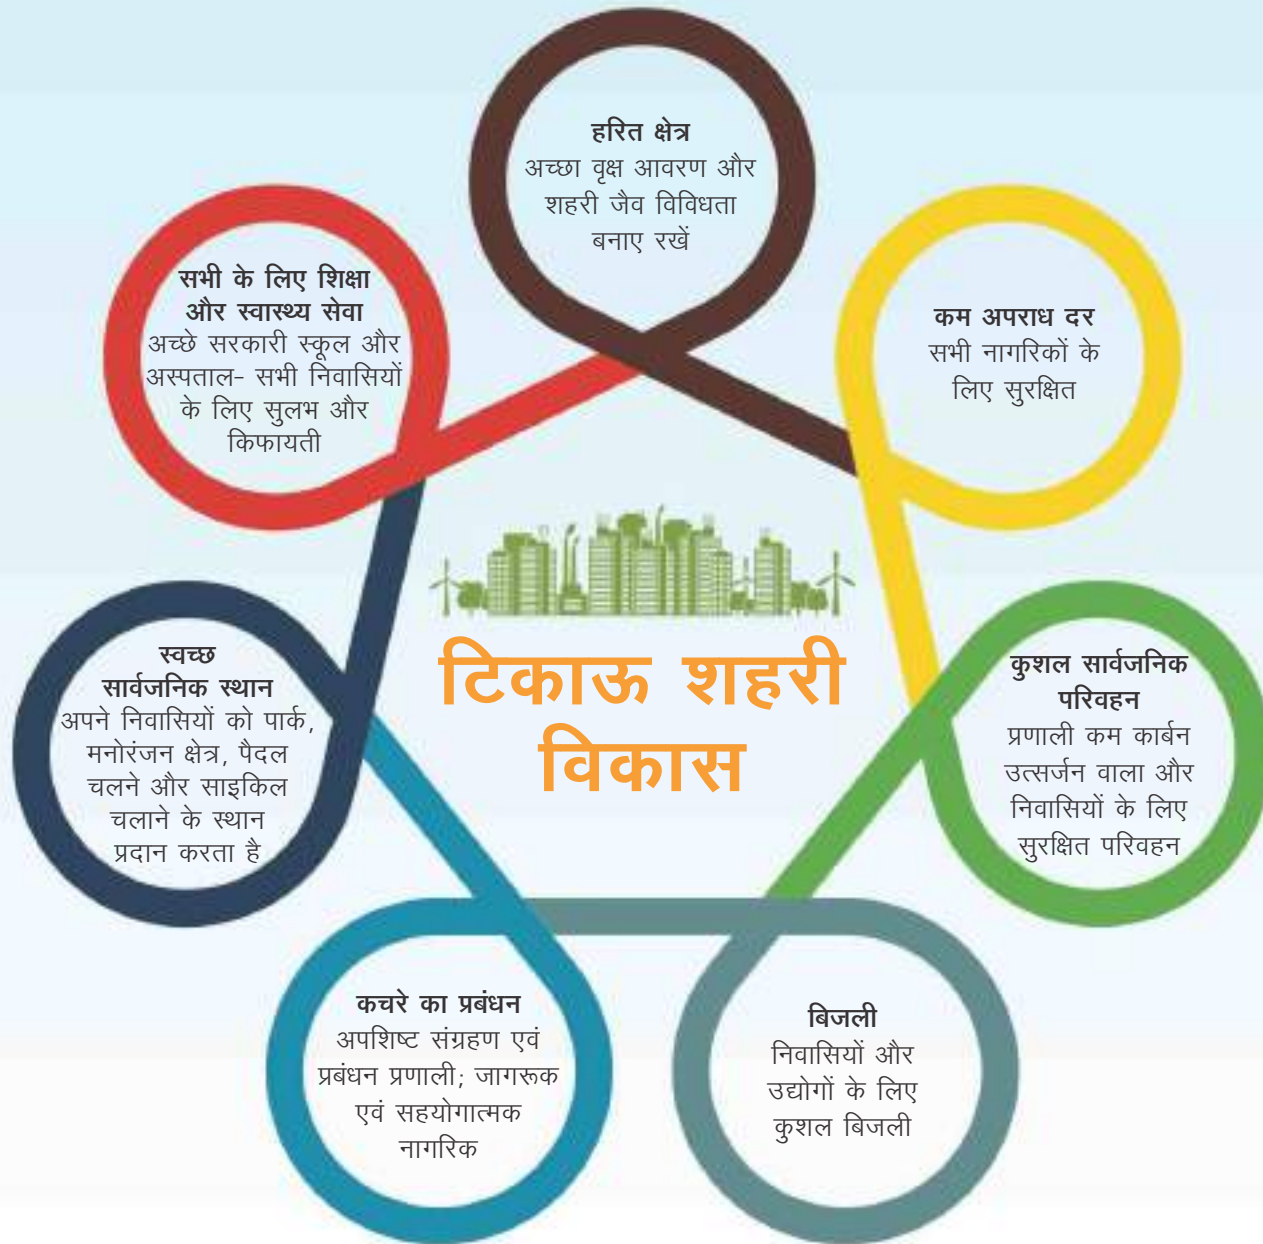 हरित क्षेत्र
अच्छा वृक्ष आवरण और
शहरी जैव विविधता
बनाए रखें
सभी के लिए शिक्षा
और स्वास्थ्य सेवा
अच्छे सरकारी स्कूल और
अस्पताल- सभी निवासियों
के लिए सुलभ और
किफायती
कम अपराध दर
सभी नागरिकों के
लिए सुरक्षित
टिकाऊ शहरी
विकास
स्वच्छ
सार्वजनिक स्थान
अपने निवासियों को पार्क,
मनोरंजन क्षेत्र, पैदल
चलने और साइकिल
चलाने के स्थान
प्रदान करता है
कुशल सार्वजनिक
परिवहन
प्रणाली कम कार्बन
उत्सर्जन वाला और
निवासियों के लिए
सुरक्षित परिवहन
कचरे का प्रबंधन
अपशिष्ट संग्रहण एवं
प्रबंधन प्रणाली; जागरूक
एवं सहयोगात्मक
नागरिक
बिजली
निवासियों और
उद्योगों के लिए
कुशल बिजली